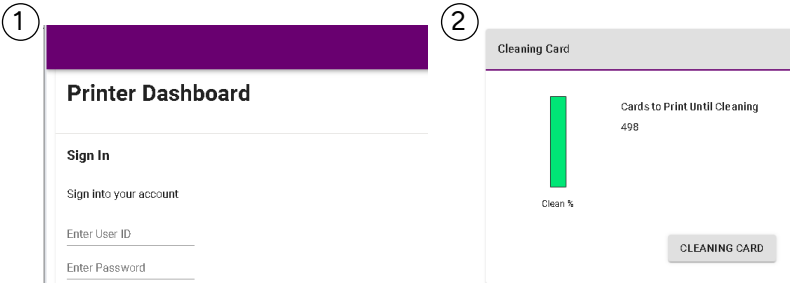 1
Printer Dashboard
Sign In
Sign into your account
Enter User ID
Enter Password
2
Cleaning Card
Cards to Print Until Cleaning
498
Clean %
CLEANING CARD